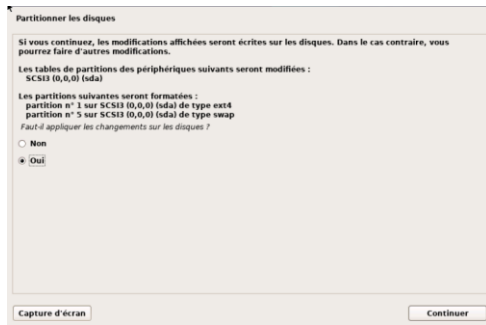 Partitionner les disques
Si vous continuez, les modifications affichées seront écrites sur les disques. Dans le cas contraire, vous
pourrez faire d'autres modifications.
Les tables de partitions des périphériques suivants seront modifiées :
SCSI3 (0,0,0) (sda)
Les partitions suivantes seront formatées :
partition n° 1 sur SCSI3 (0,0,0) (sda) de type ext4
partition n° 5 sur SCSI3 (0,0,0) (sda) de type swap
Faut-il appliquer les changements sur les disques ?
Non
Oui
Capture d'écran
Continuer